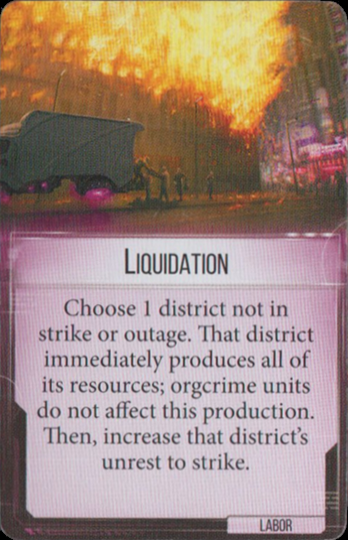 Liquidation
Choose 1 district not in
strike or outage. That district
immediately produces all of
its resources; orgcrime units
do not affect this production.
Then, increase that district's
unrest to strike.
LABOR